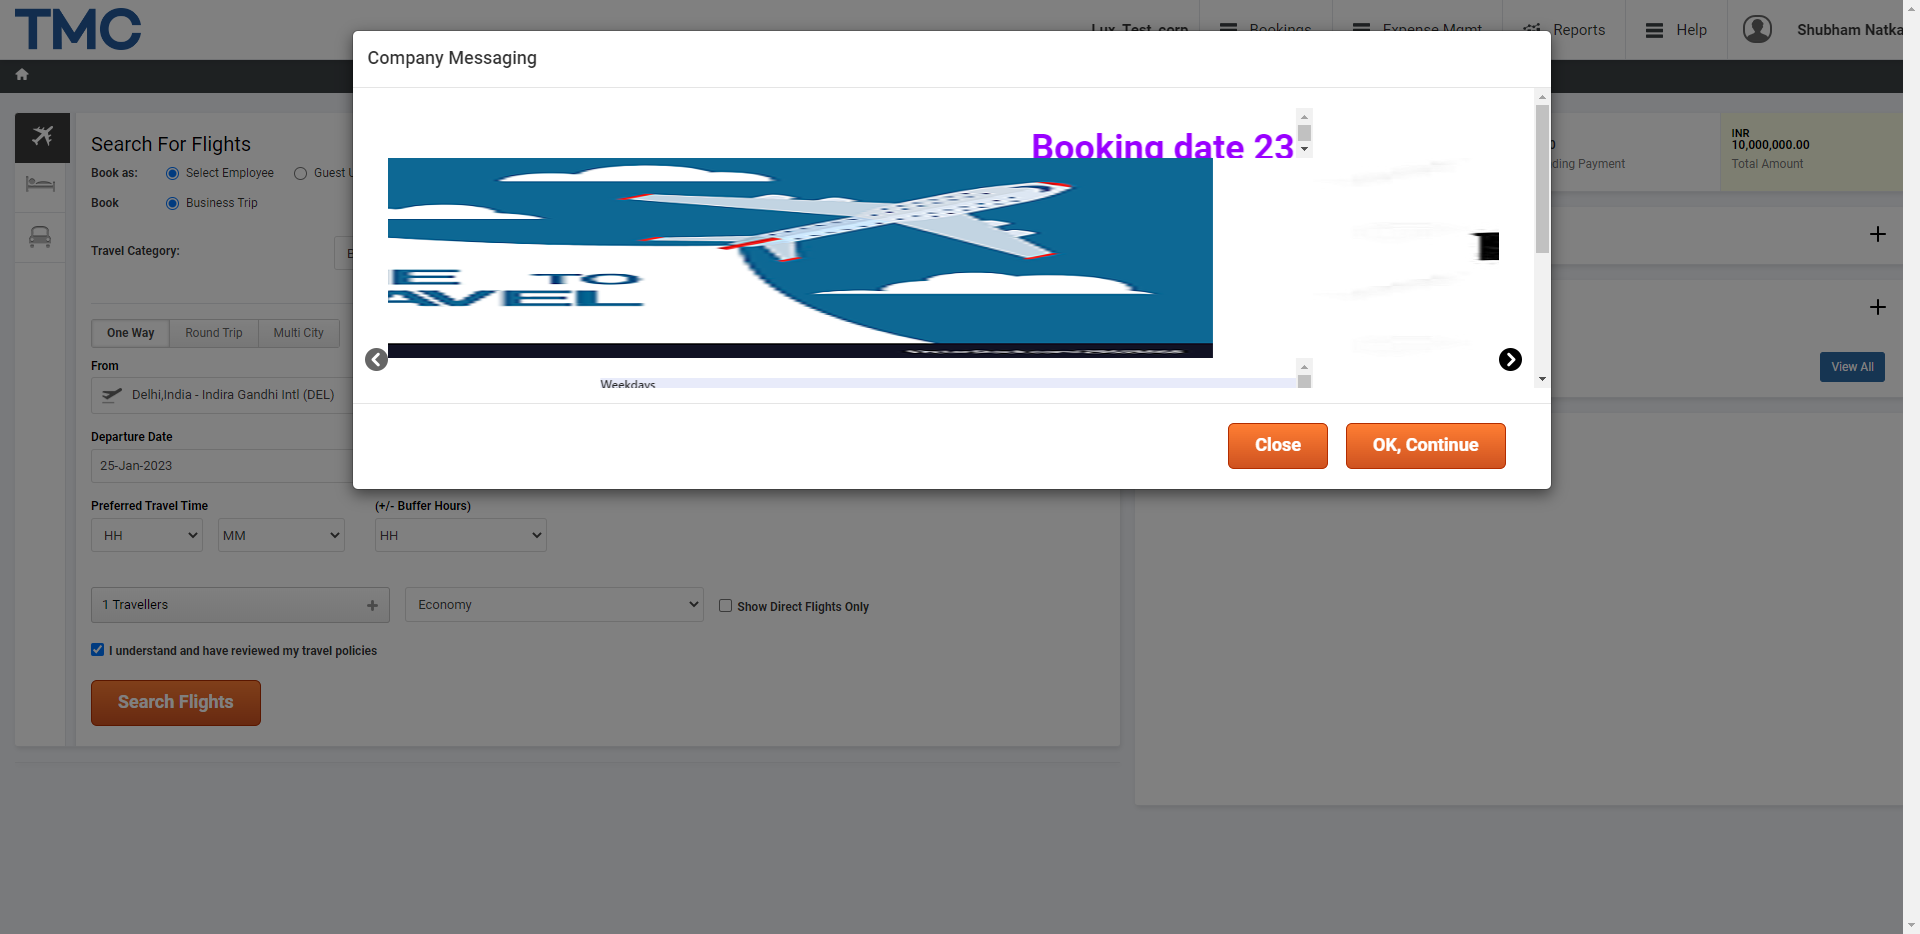 TMC
Lux_Test_corp
Bookings
Expense Mgmt
Reports
Help
Shubham Natka
Company Messaging
Booking date 23
E TO
AVEL
Weekdays
Close
OK, Continue
Search For Flights
Book as:
Select Employee
Guest U
Book
Business Trip
Travel Category:
B
One Way
Round Trip
Multi City
From
Delhi,India - Indira Gandhi Intl (DEL)
Departure Date
25-Jan-2023
Preferred Travel Time
(+/- Buffer Hours)
HH
MM
HH
1 Travellers
Economy
Show Direct Flights Only
I understand and have reviewed my travel policies
Search Flights
0
ding Payment
INR
10,000,000.00
Total Amount
View All